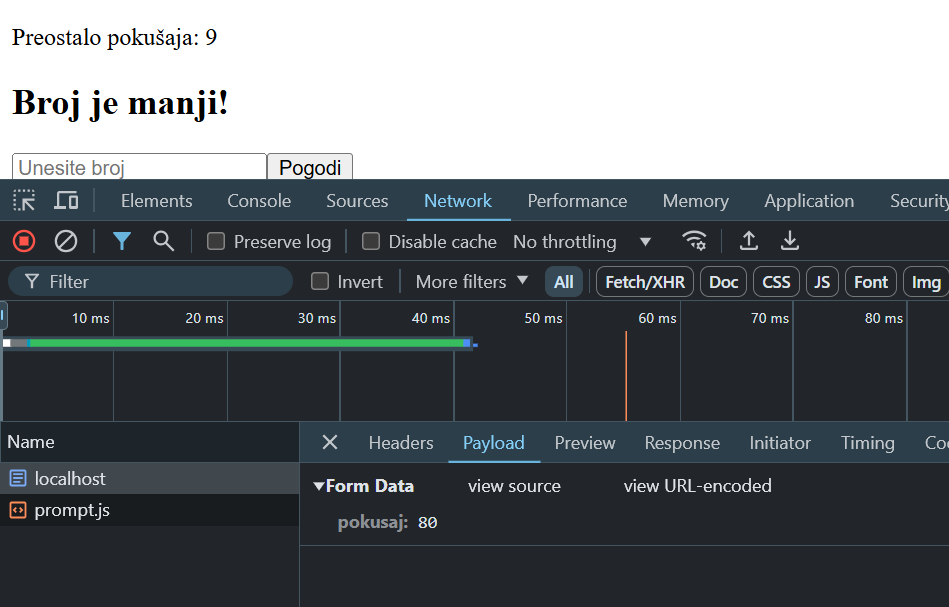 Preostalo pokušaja: 9
Broj je manji!
Unesite broj Pogodi
Elements Console Sources Network Performance Memory Application Security
Preserve log Disable cache No throttling
Filter Invert More filters All Fetch/XHR Doc CSS JS Font Img
10 ms 20 ms 30 ms 40 ms 50 ms 60 ms 70 ms 80 ms
Name Headers Payload Preview Response Initiator Timing Coo
localhost Form Data view source view URL-encoded
prompt.js pokusaj: 80